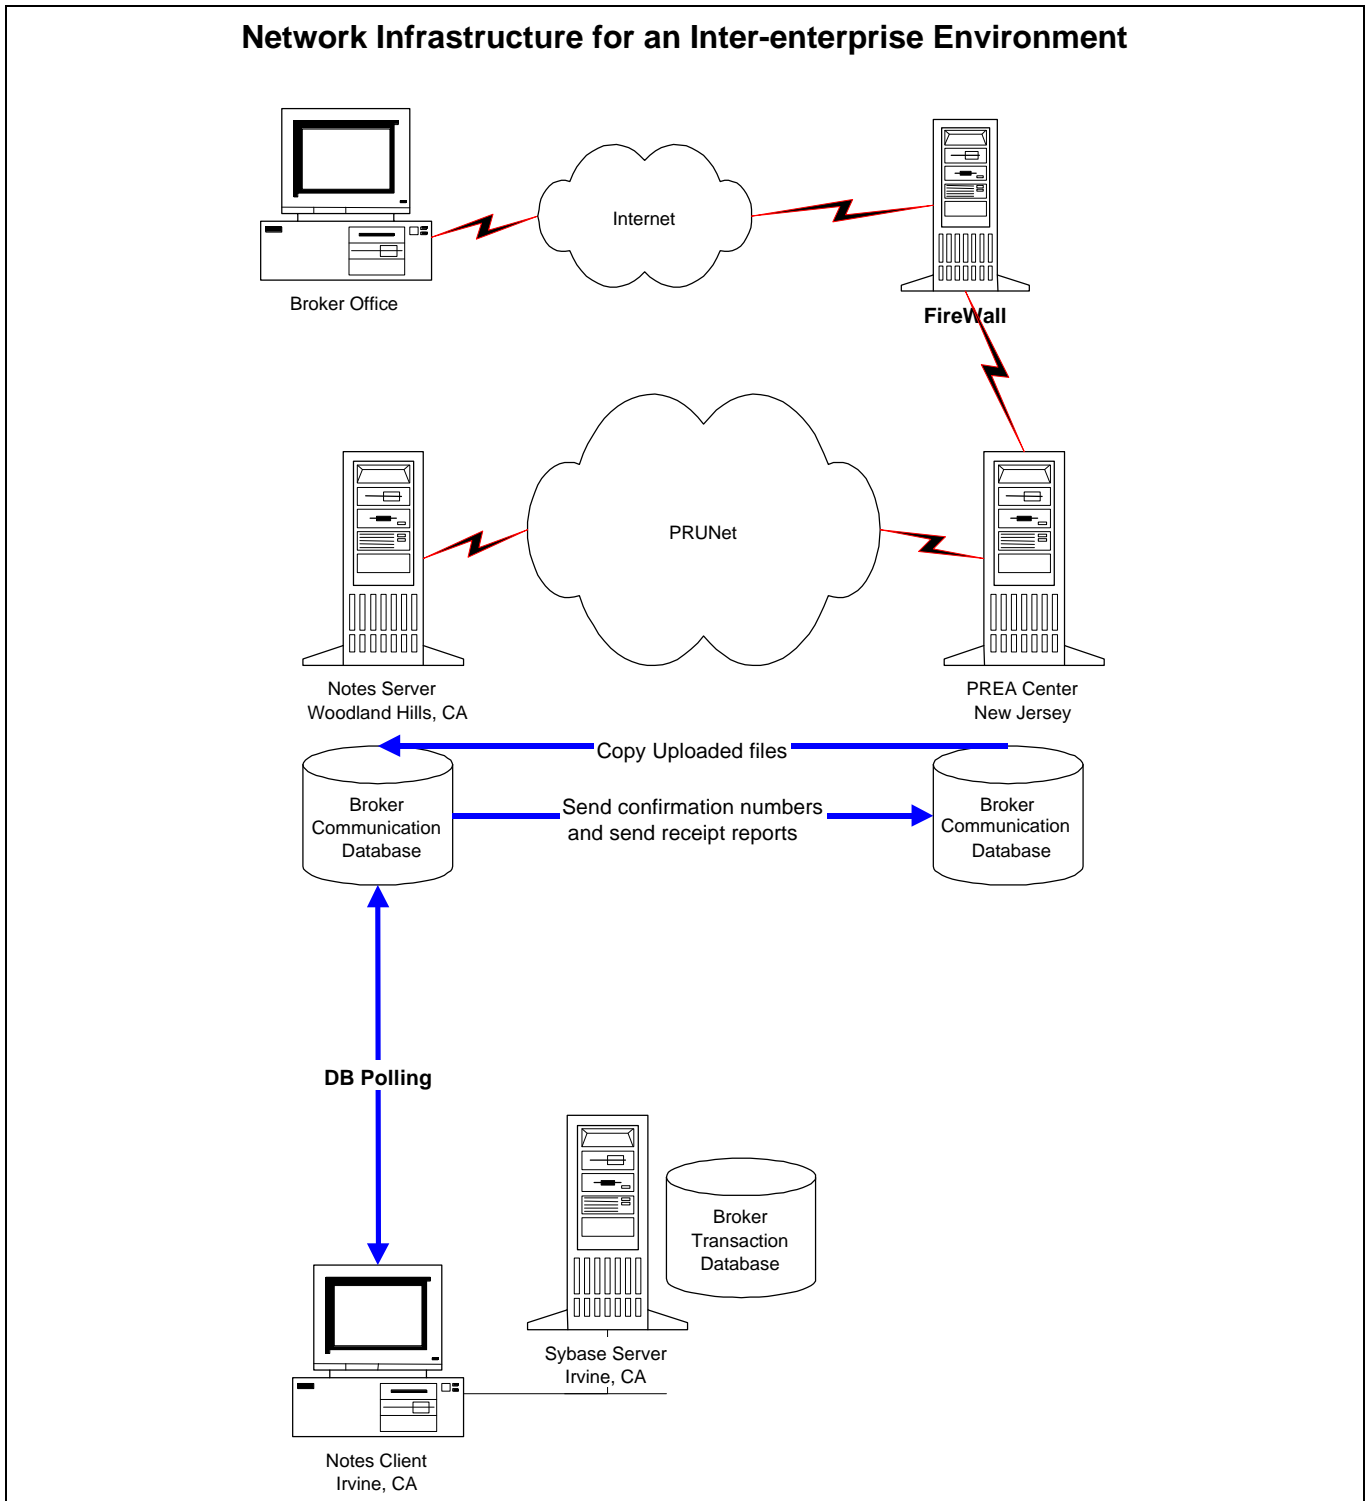 Network Infrastructure for an Inter-enterprise Environment
Internet
Broker Office
FireWall
PRUNet
Notes Server
Woodland Hills, CA
PREA Center
New Jersey
Copy Uploaded files
Broker
Communication
Database
Send confirmation numbers
and send receipt reports
Broker
Communication
Database
DB Polling
Broker
Transaction
Database
Sybase Server
Irvine, CA
Notes Client
Irvine, CA